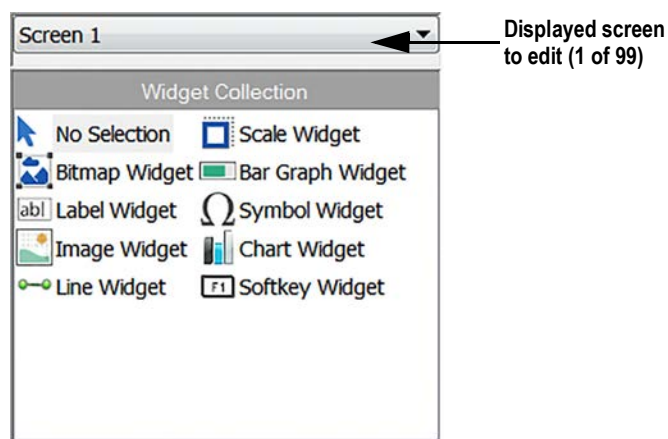 Screen 1
Displayed screen
to edit (1 of 99)
Widget Collection
No Selection
Scale Widget
Bitmap Widget
Bar Graph Widget
abl Label Widget
Ω Symbol Widget
Image Widget
Chart Widget
Line Widget
F1 Softkey Widget